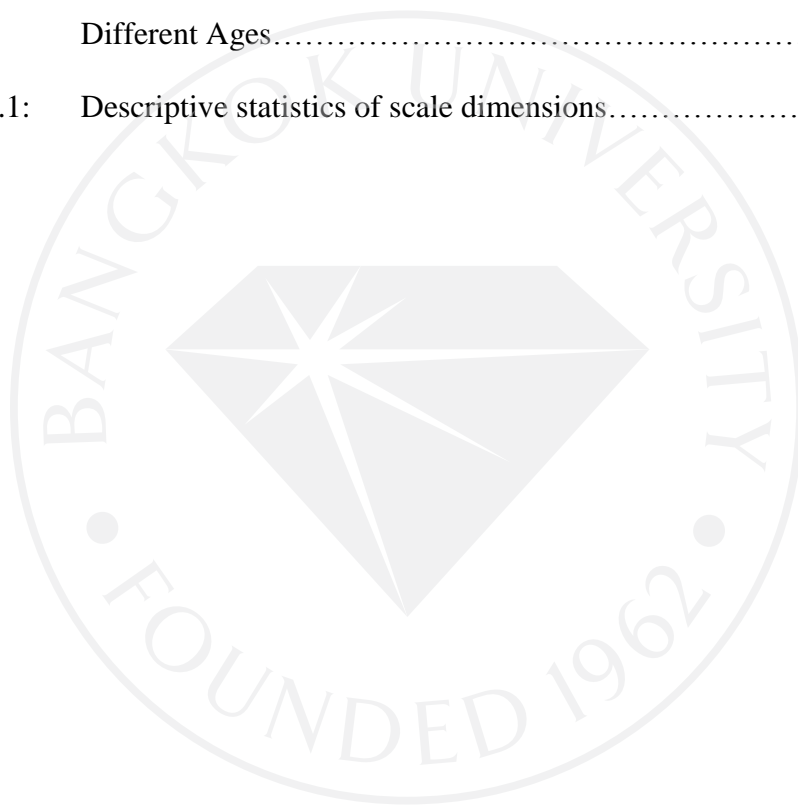 Different Ages……………………………………………
.1: Descriptive statistics of scale dimensions………………
BANGKOK UNIVERSITY
• FOUNDED 1962 •